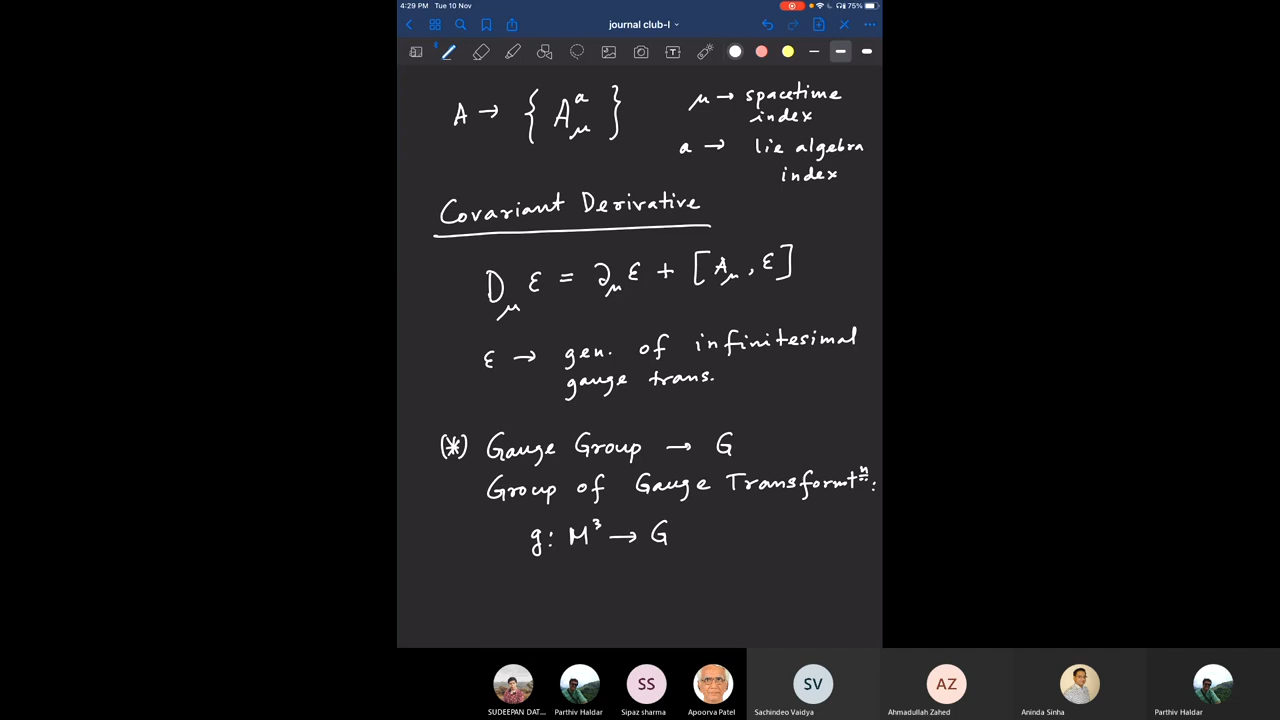 4:29 PM Tue 10 Nov
75%
journal club-I
A → { A^a_μ }
μ → spacetime index
a → lie algebra index
Covariant Derivative
D_μ ε = ∂_μ ε + [A_μ, ε]
ε → gen. of infinitesimal
gauge trans.
(*) Gauge Group → G
Group of Gauge Transformtⁿ:
g: M³ → G
SUDEEPAN DAT...
Parthiv Haldar
Sipaz sharma
SS
Apoorva Patel
SV
Sachindeo Vaidya
AZ
Ahmadullah Zahed
Aninda Sinha
Parthiv Haldar